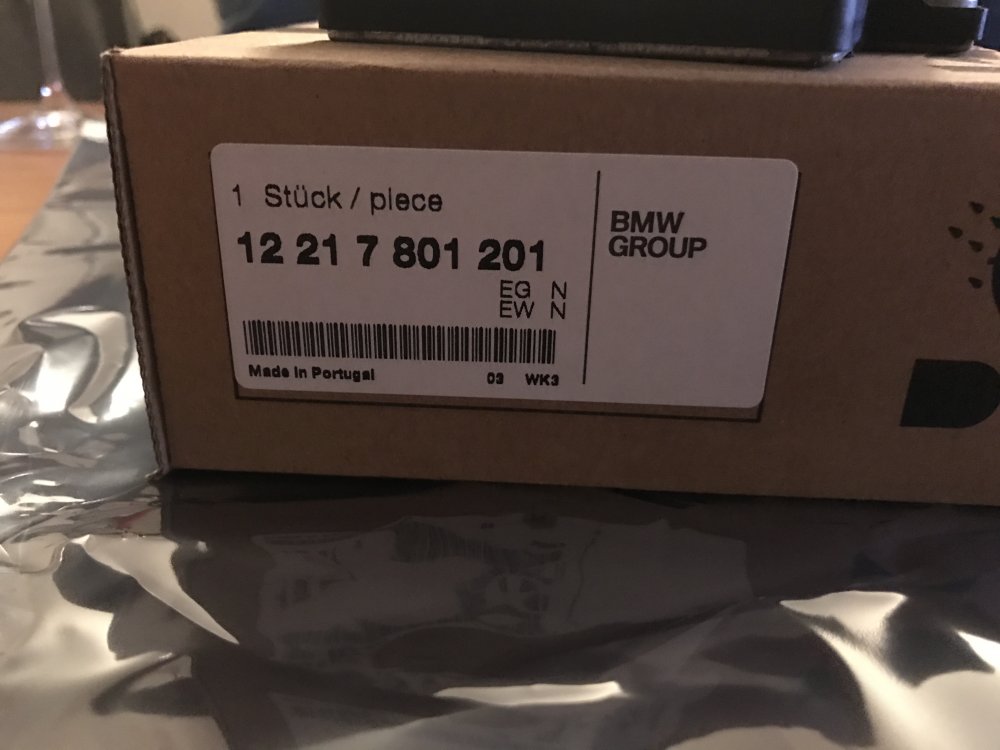 1 Stück / piece
12 21 7 801 201
EG N
EW N
Made in Portugal 03 WK3
BMW
GROUP